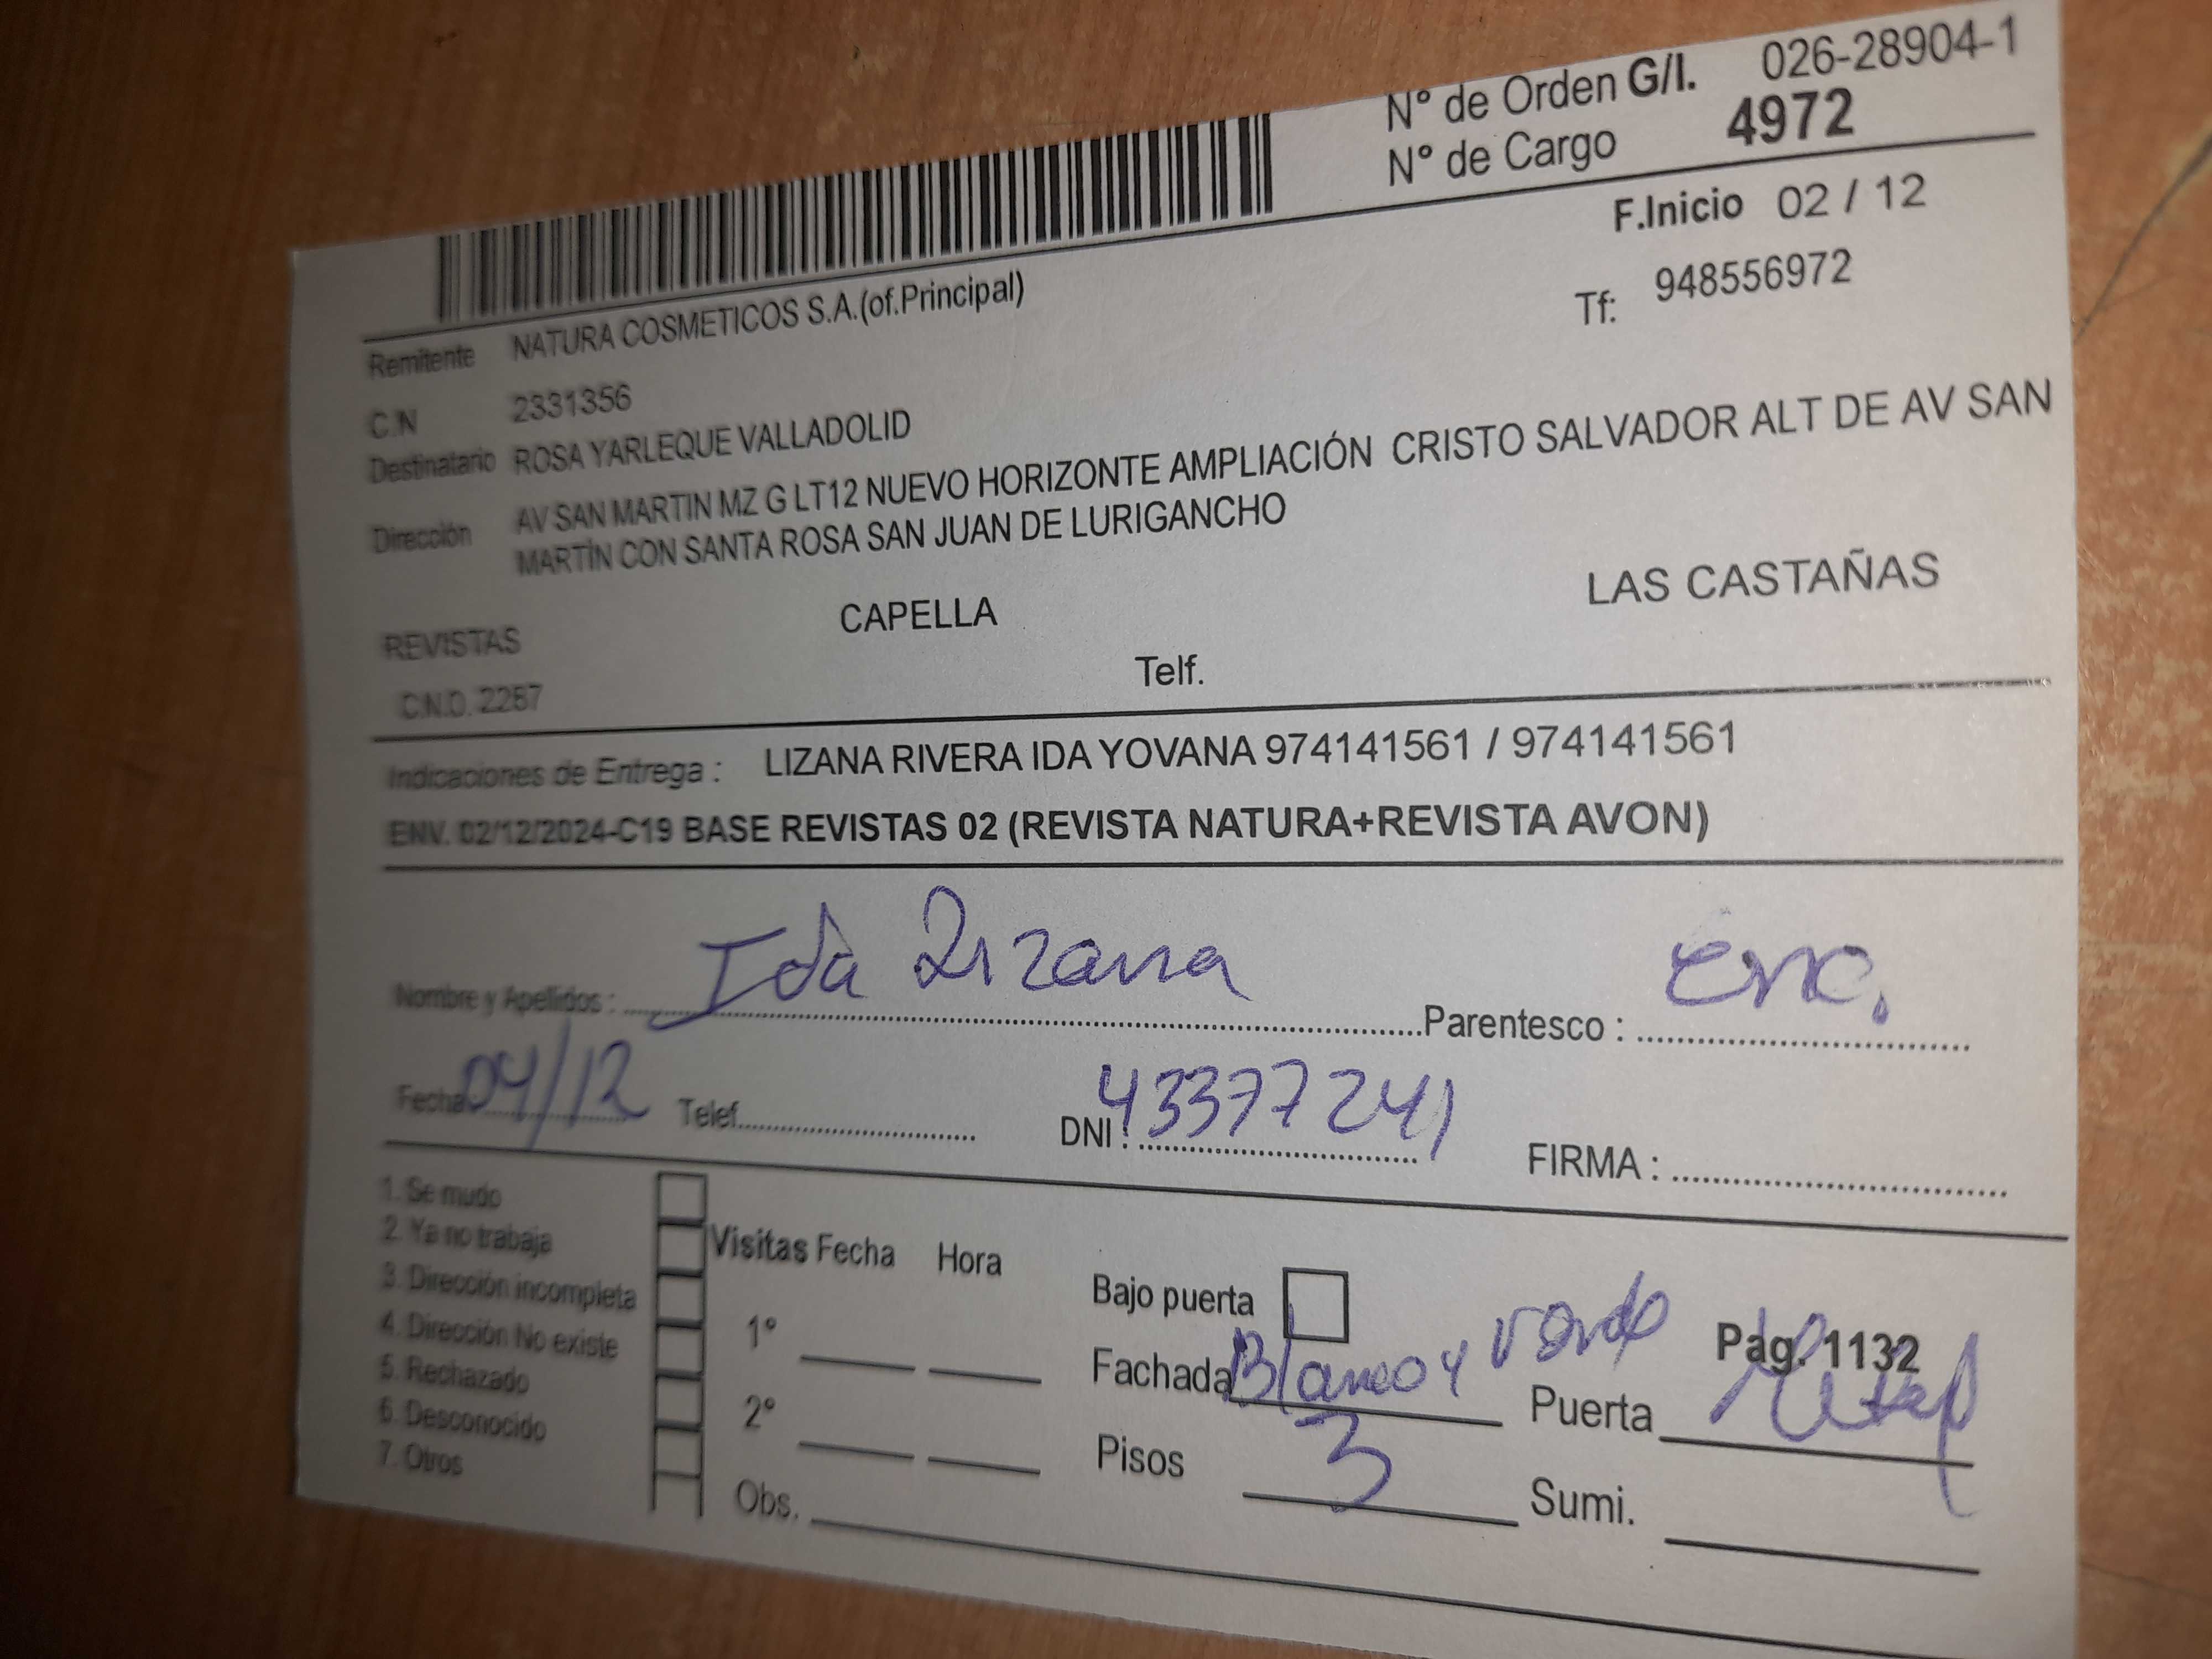 N° de Orden G/I. 026-28904-1
N° de Cargo 4972
F.Inicio 02 / 12
Remitente NATURA COSMETICOS S.A.(of.Principal)
Tf: 948556972
C.N 2331356
Destinatario ROSA YARLEQUE VALLADOLID
Dirección AV SAN MARTIN MZ G LT12 NUEVO HORIZONTE AMPLIACIÓN CRISTO SALVADOR ALT DE AV SAN
MARTÍN CON SANTA ROSA SAN JUAN DE LURIGANCHO
REVISTAS CAPELLA LAS CASTAÑAS
C.N.O. 2287 Telf.
Indicaciones de Entrega : LIZANA RIVERA IDA YOVANA 974141561 / 974141561
ENV. 02/12/2024-C19 BASE REVISTAS 02 (REVISTA NATURA+REVISTA AVON)
Nombre y Apellidos : Ida Lizana Parentesco : enc.
Fecha: 04/12 Telef. DNI : 43377241 FIRMA :
1. Se mudo
2. Ya no trabaja
3. Dirección incompleta
4. Dirección No existe
5. Rechazado
6. Desconocido
7. Otros
Visitas Fecha Hora
1°
2°
Obs.
Bajo puerta
Fachada Blanco y verde
Pisos 3
Pag. 1132
Puerta
Sumi.